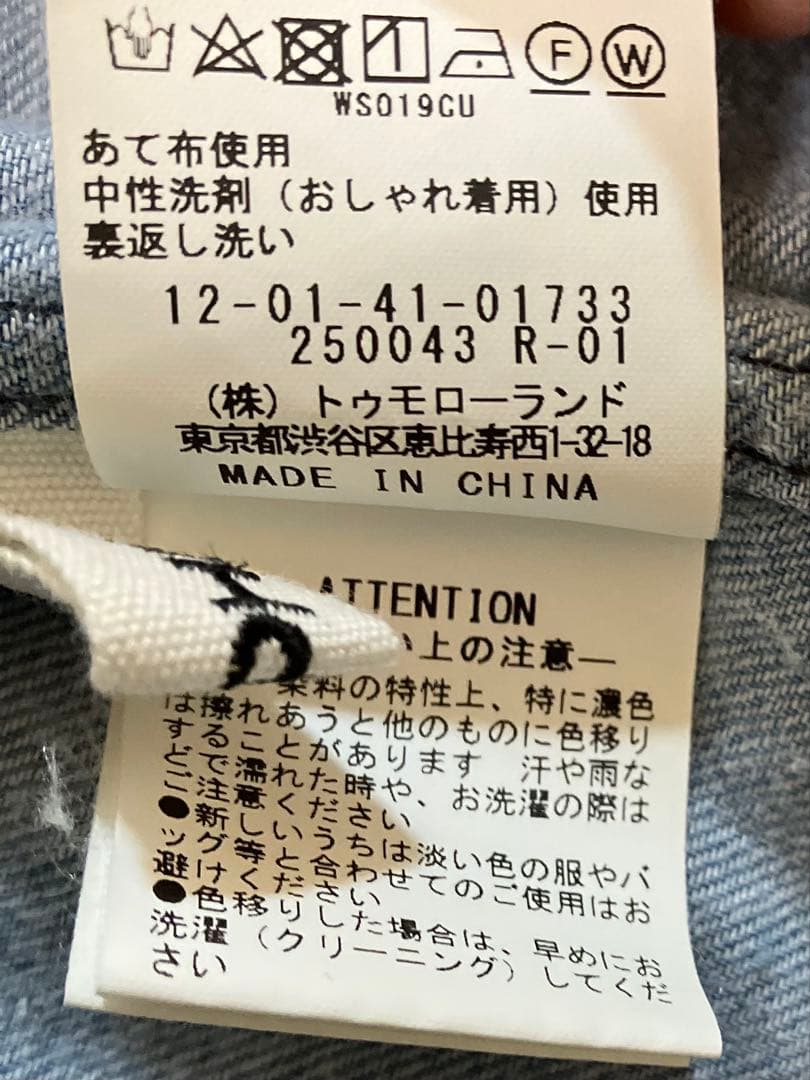 F W
WS019CU
あて布使用
中性洗剤（おしゃれ着用）使用
裏返し洗い
12-01-41-01733
250043 R-01
（株）トゥモローランド
東京都渋谷区恵比寿西1-32-18
MADE IN CHINA
ATTENTION
上の注意―
染料の特性上、特に濃色
は擦れあうと他のものに色移り
することがあります 汗や雨な
どで濡れた時や、お洗濯の際は
ご注意ください
●新しいうちは淡い色の服やバ
ッグ等と合わせてのご使用はお
避けください
●色移りした場合は、早めにお
洗濯（クリーニング）してくだ
さい